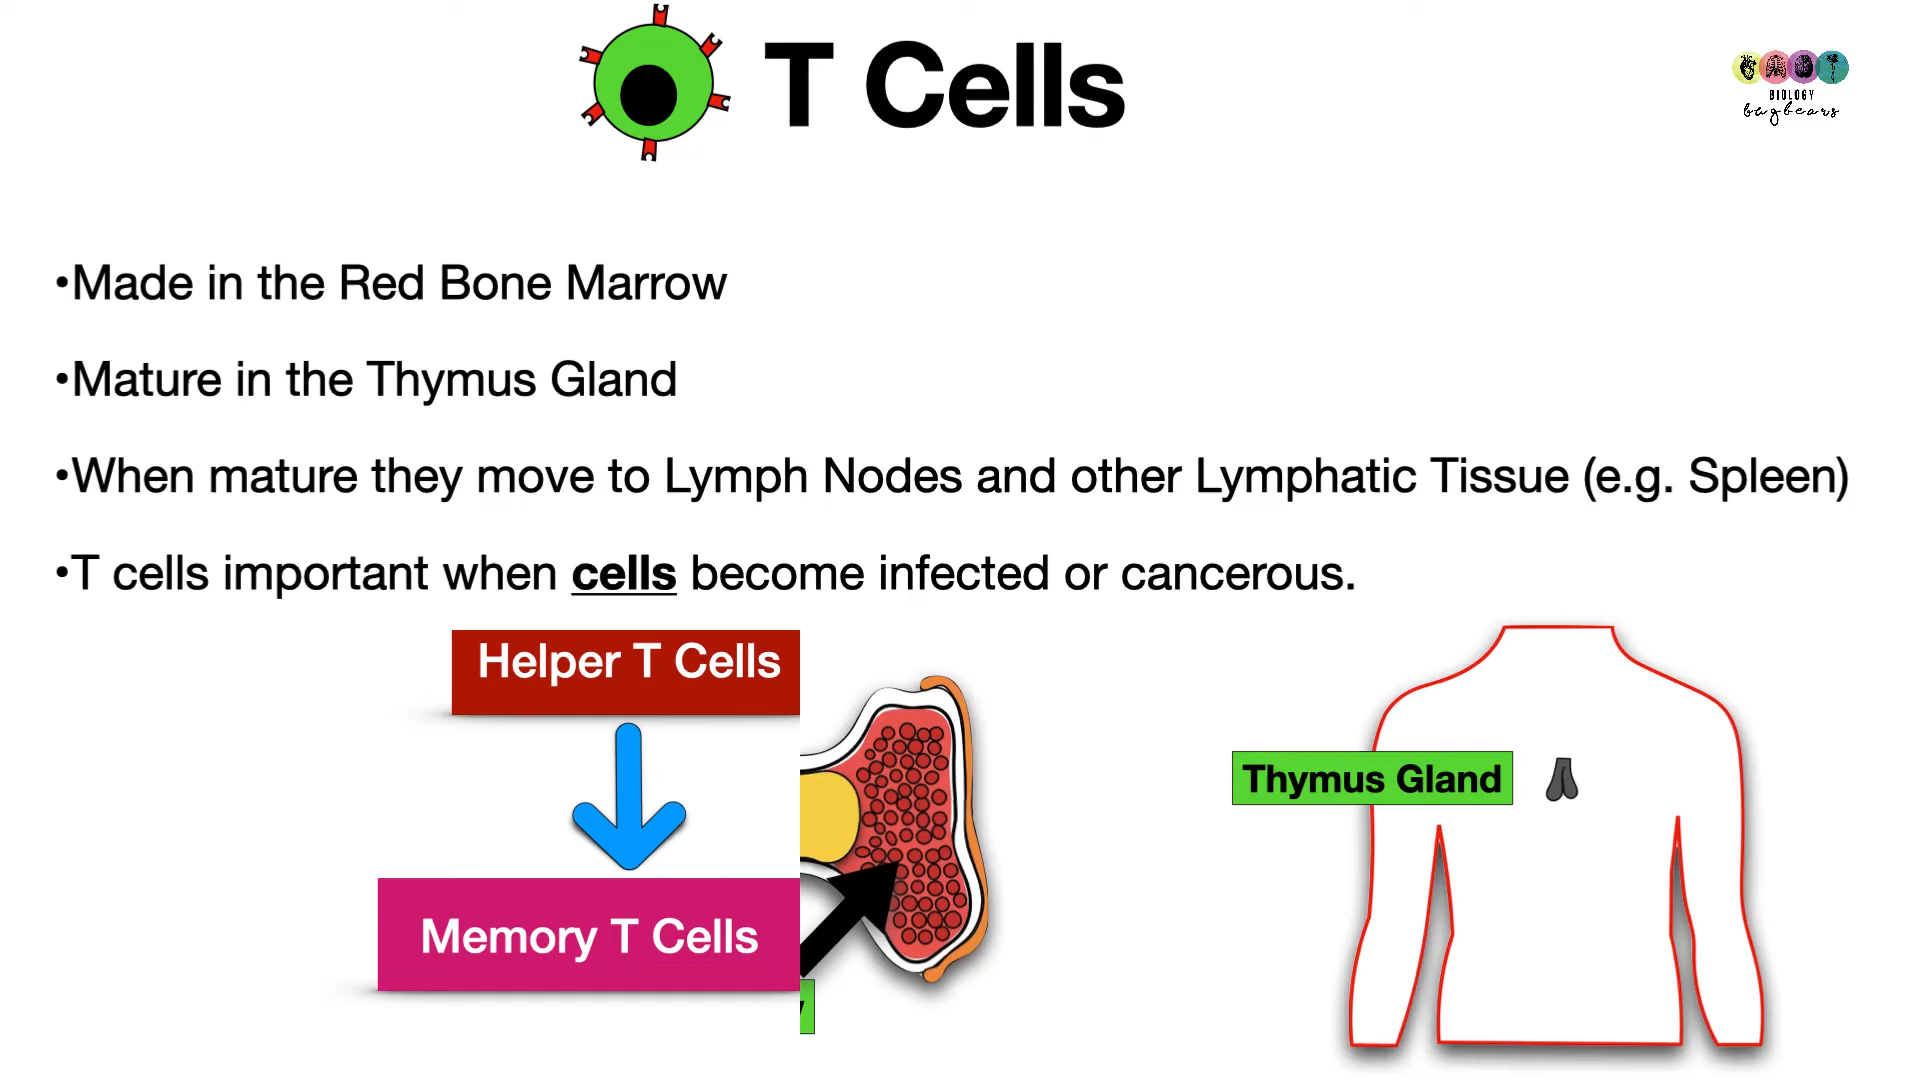 T Cells
BIOLOGY
bugbears
•Made in the Red Bone Marrow
•Mature in the Thymus Gland
•When mature they move to Lymph Nodes and other Lymphatic Tissue (e.g. Spleen)
•T cells important when cells become infected or cancerous.
Helper T Cells
Thymus Gland
Memory T Cells